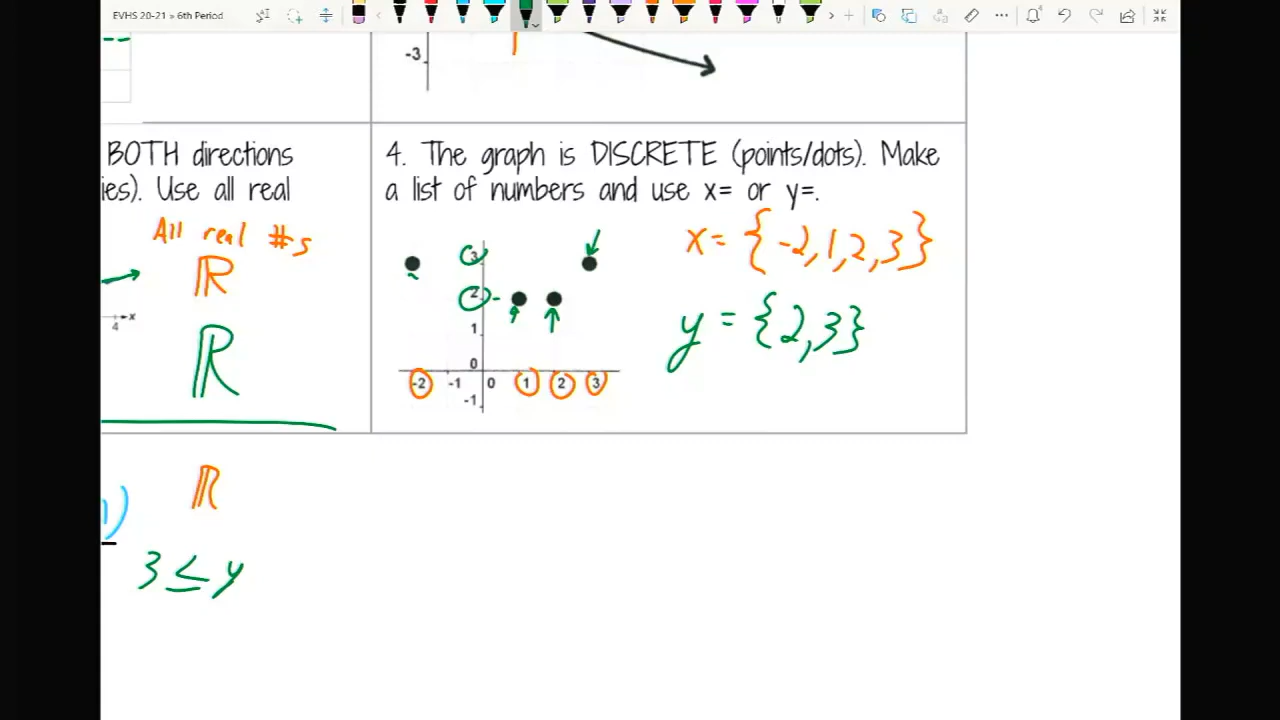 EVHS 20-21 » 6th Period
-3
BOTH directions
ies). Use all real
All real #s
ℝ
4 x
ℝ
4. The graph is DISCRETE (points/dots). Make
a list of numbers and use x= or y=.
3
2
1
0
-2 -1 0 1 2 3
-1
x = {-2, 1, 2, 3}
y = {2, 3}
ℝ
1)
3 ≤ y